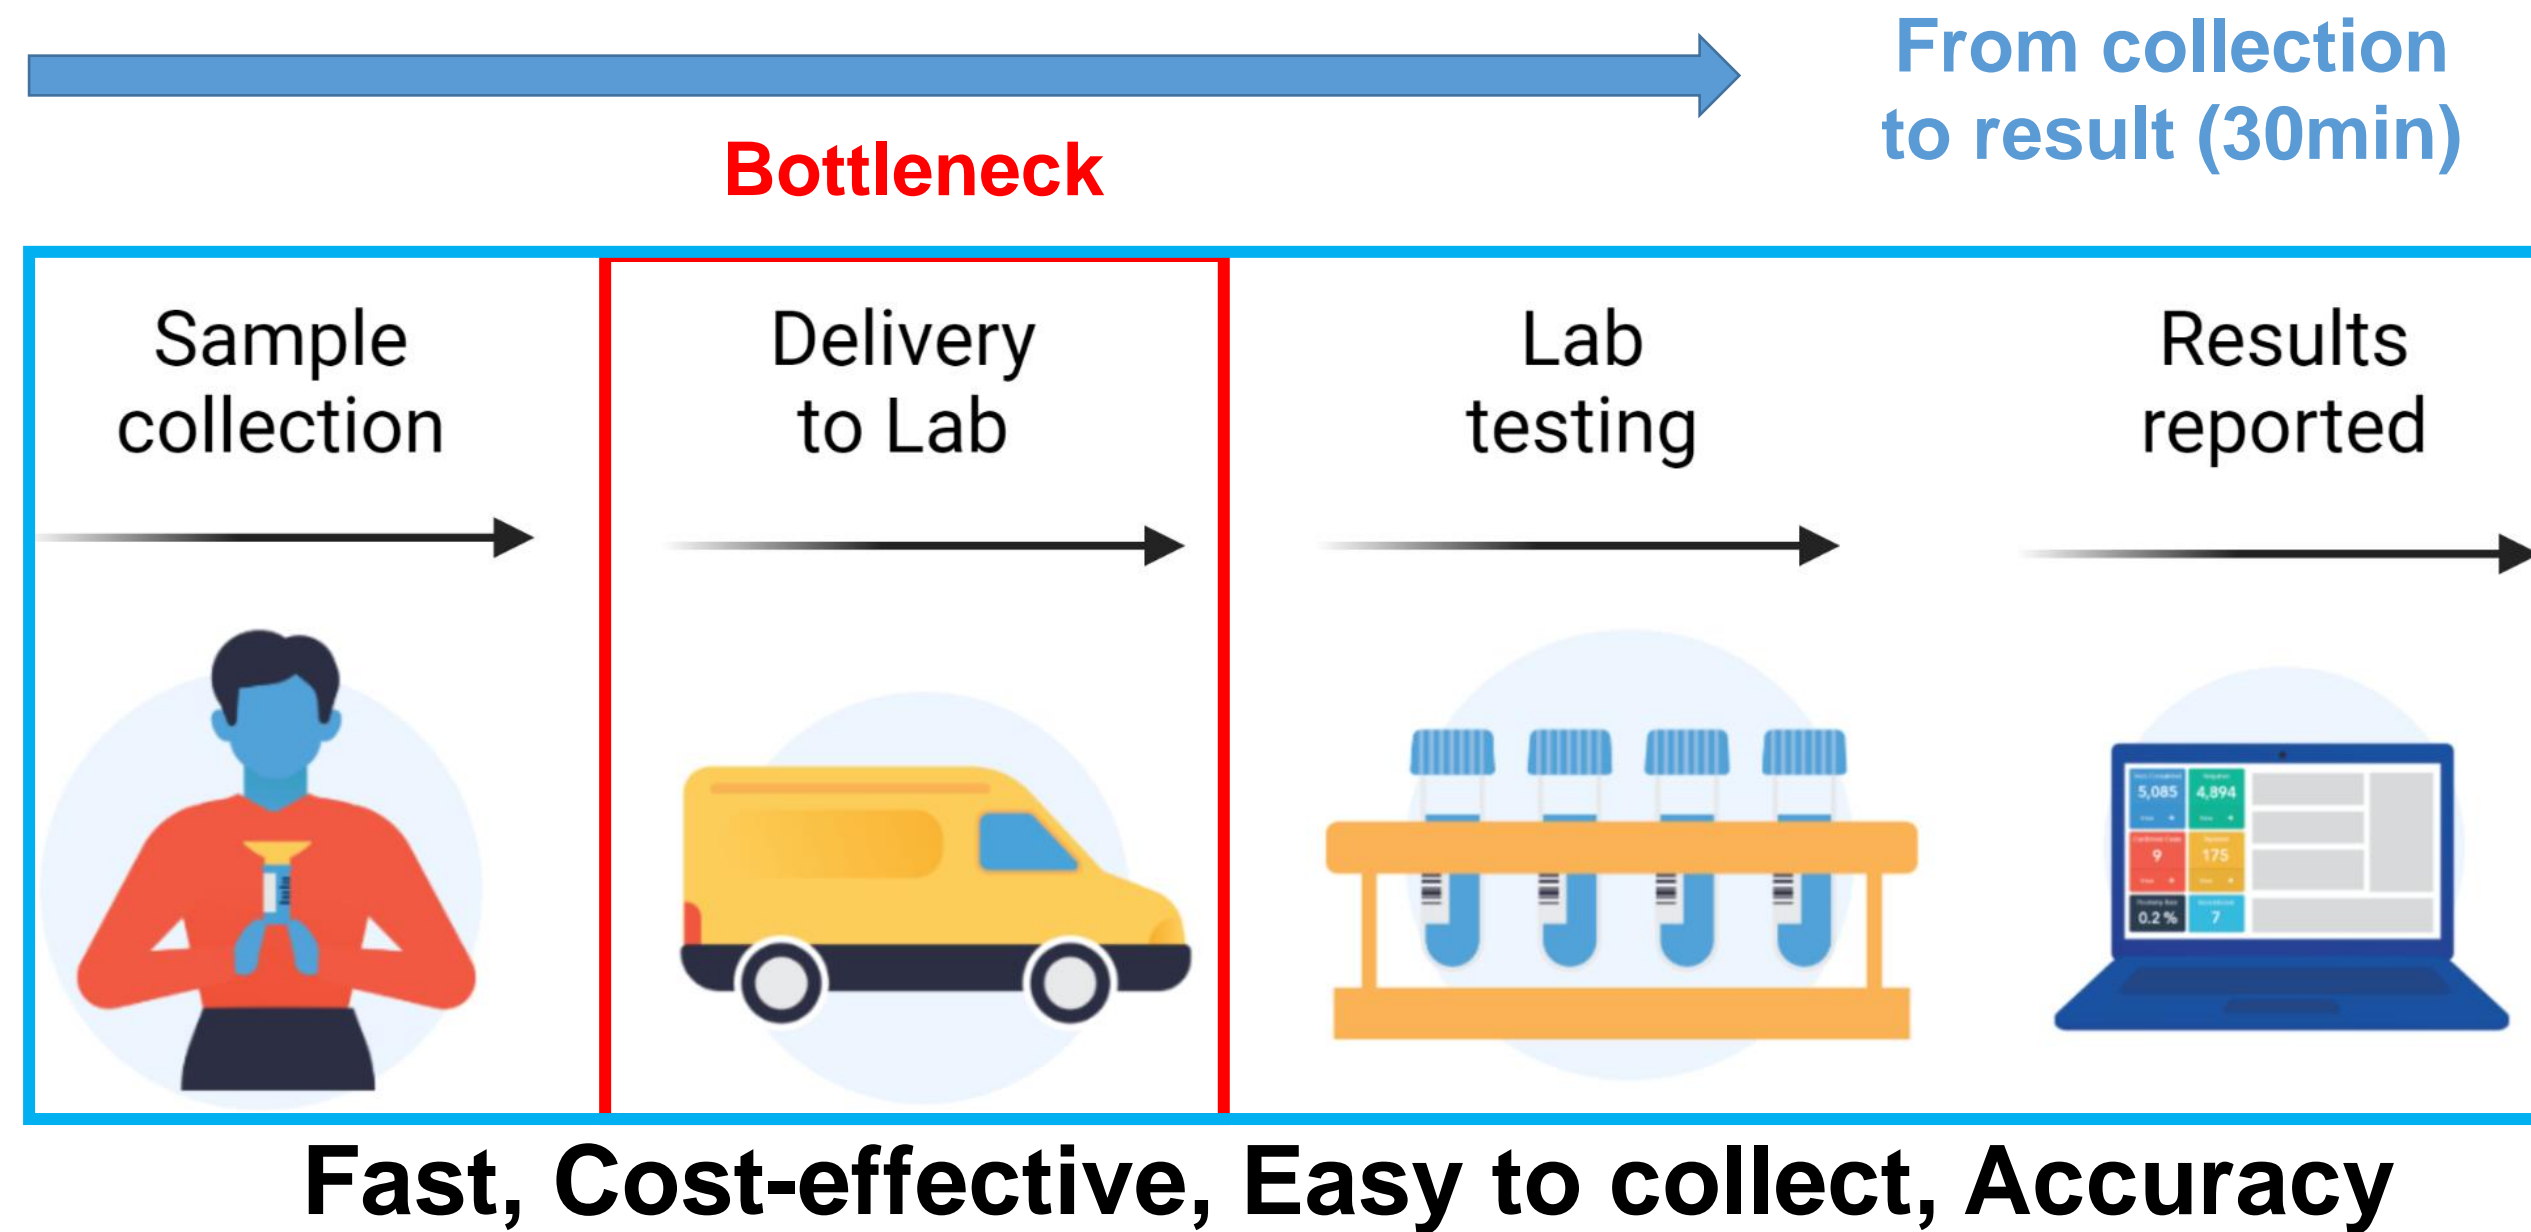 From collection
to result (30min)
Bottleneck
Sample
collection
Delivery
to Lab
Lab
testing
Results
reported
5,085
4,894
9
175
0.2 %
7
Fast, Cost-effective, Easy to collect, Accuracy